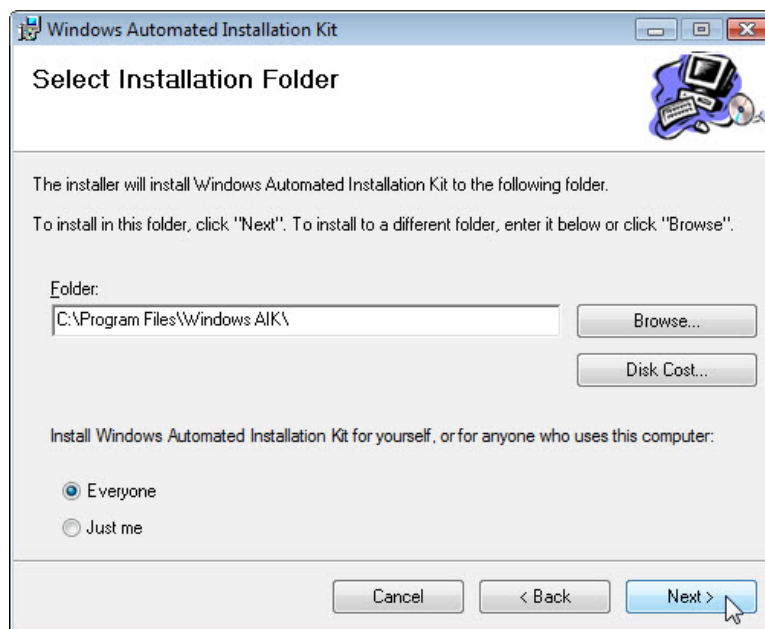 Windows Automated Installation Kit
Select Installation Folder
The installer will install Windows Automated Installation Kit to the following folder.
To install in this folder, click "Next". To install to a different folder, enter it below or click "Browse".
Folder:
C:\Program Files\Windows AIK\
Browse...
Disk Cost...
Install Windows Automated Installation Kit for yourself, or for anyone who uses this computer:
Everyone
Just me
Cancel
< Back
Next >